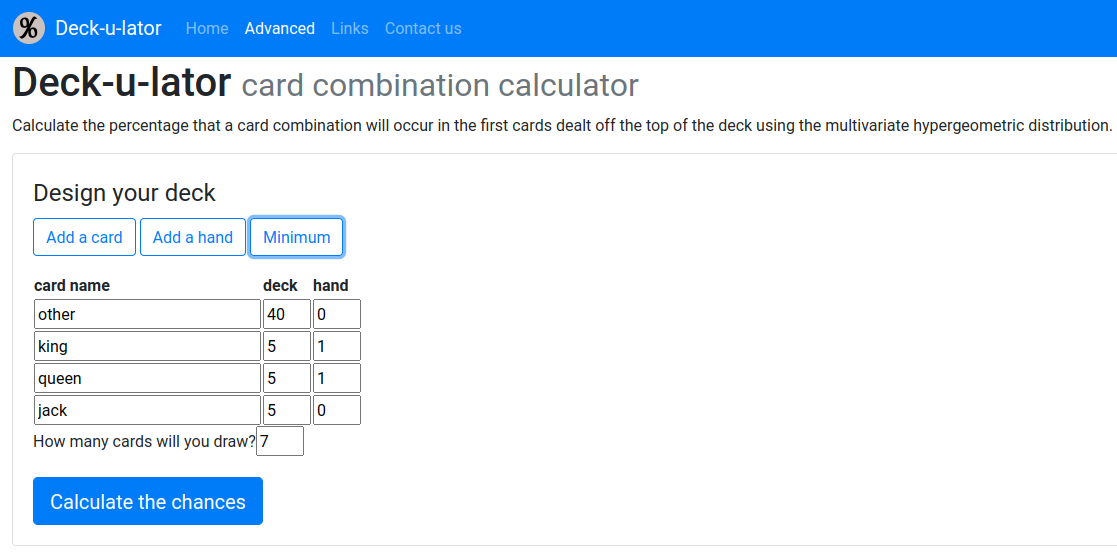 % Deck-u-lator Home Advanced Links Contact us
Deck-u-lator card combination calculator
Calculate the percentage that a card combination will occur in the first cards dealt off the top of the deck using the multivariate hypergeometric distribution.
Design your deck
Add a card Add a hand Minimum
card name deck hand
other 40 0
king 5 1
queen 5 1
jack 5 0
How many cards will you draw? 7
Calculate the chances